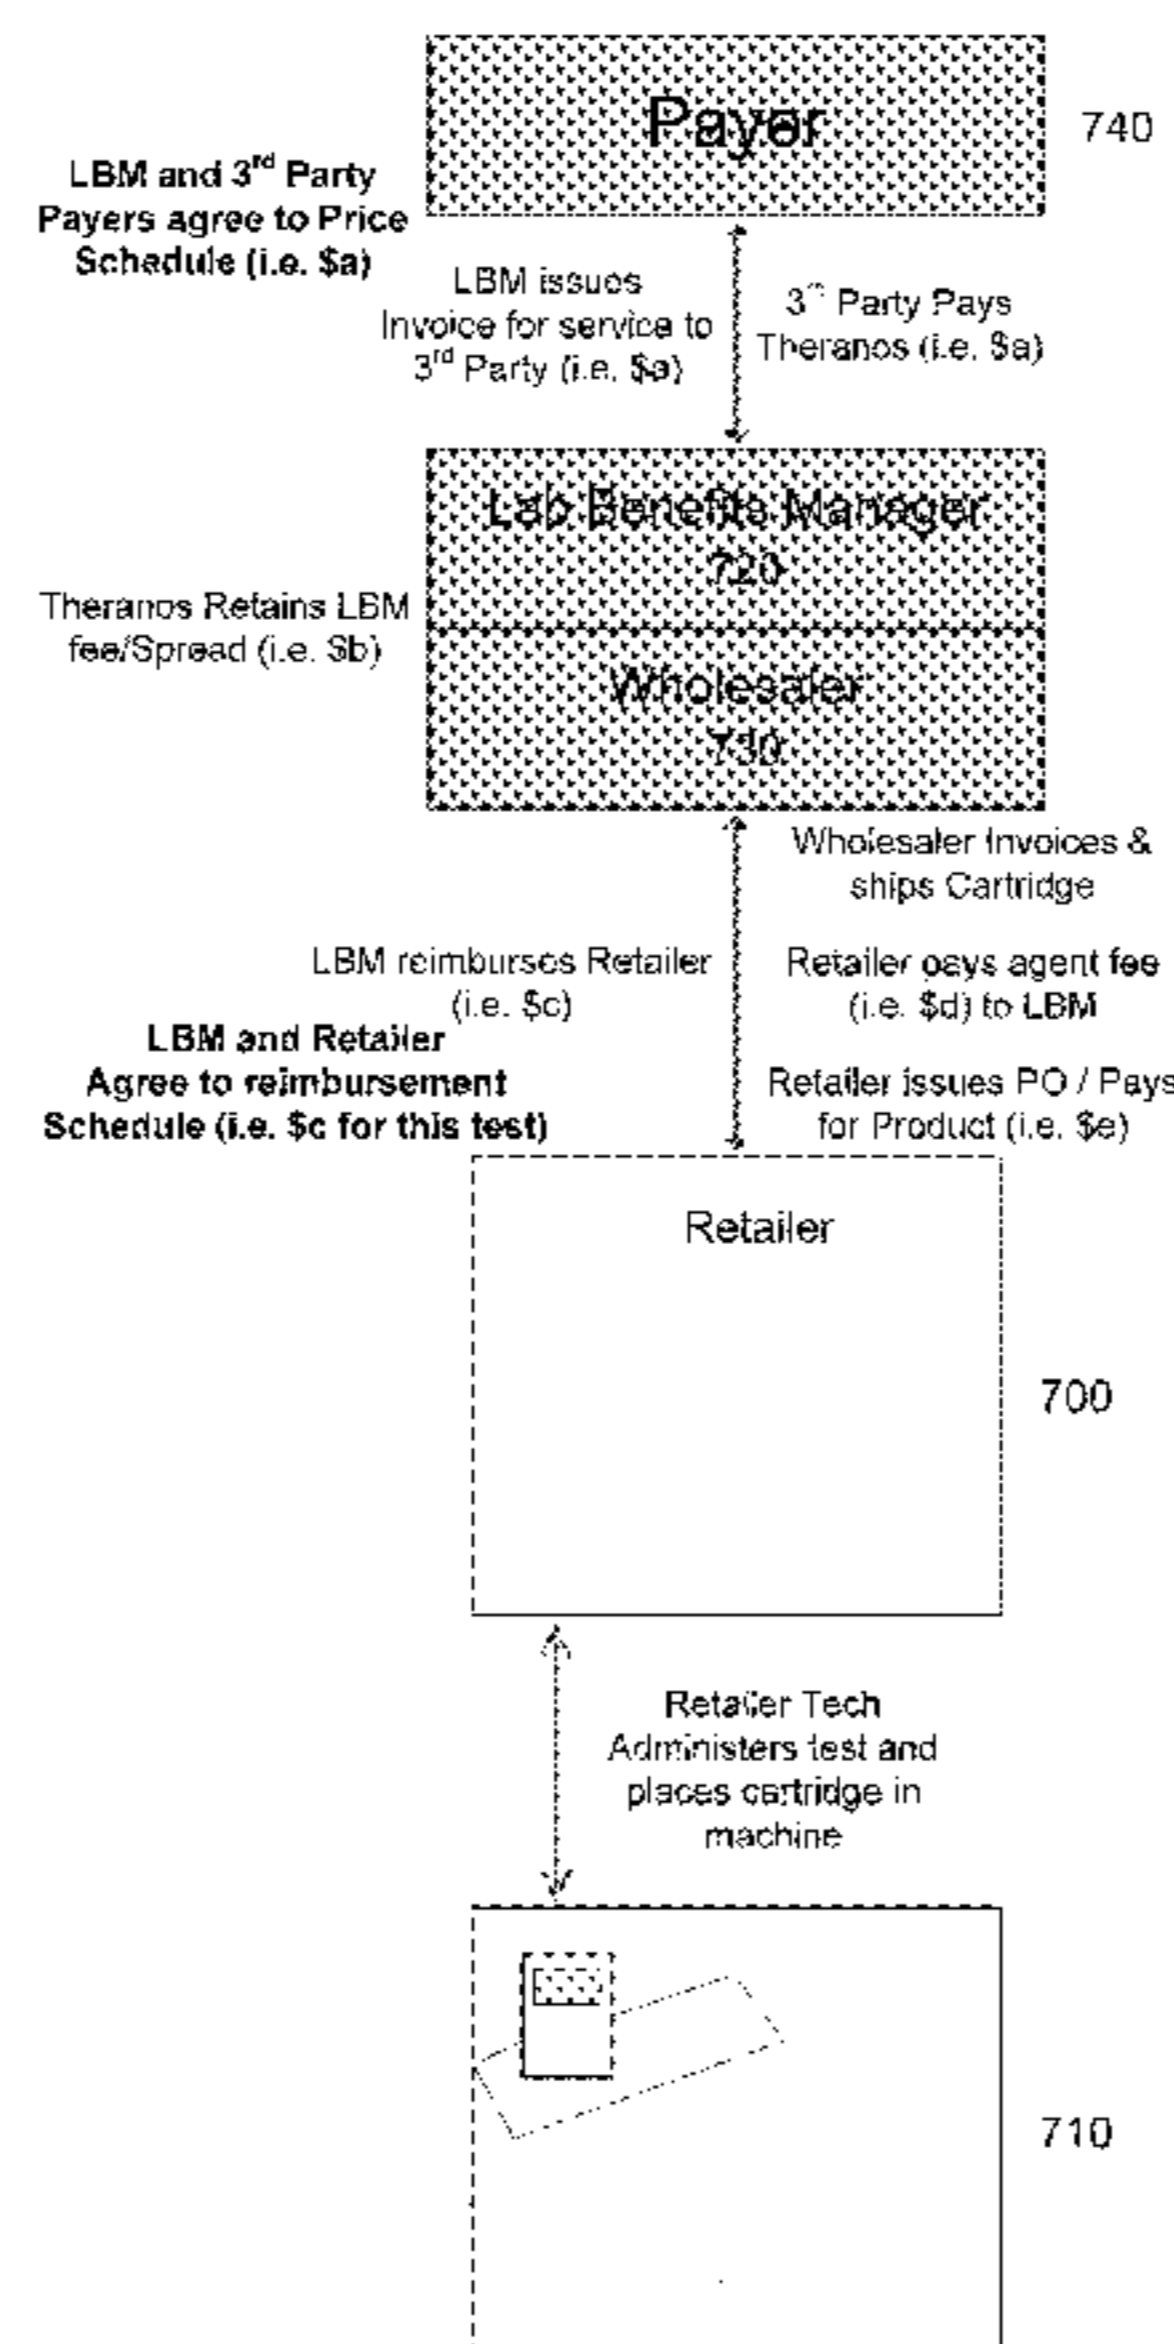 Payer
740
LBM and 3rd Party
Payers agree to Price
Schedule (i.e. $a)
LBM issues
Invoice for service to
3rd Party (i.e. $a)
3rd Party Pays
Theranos (i.e. $a)
Lab Benefits Manager
720
Theranos Retains LBM
fee/Spread (i.e. $b)
Wholesaler
730
Wholesaler Invoices &
ships Cartridge
LBM reimburses Retailer
(i.e. $c)
Retailer pays agent fee
(i.e. $d) to LBM
LBM and Retailer
Agree to reimbursement
Schedule (i.e. $c for this test)
Retailer issues PO / Pays
for Product (i.e. $e)
Retailer
700
Retailer Tech
Administers test and
places cartridge in
machine
710